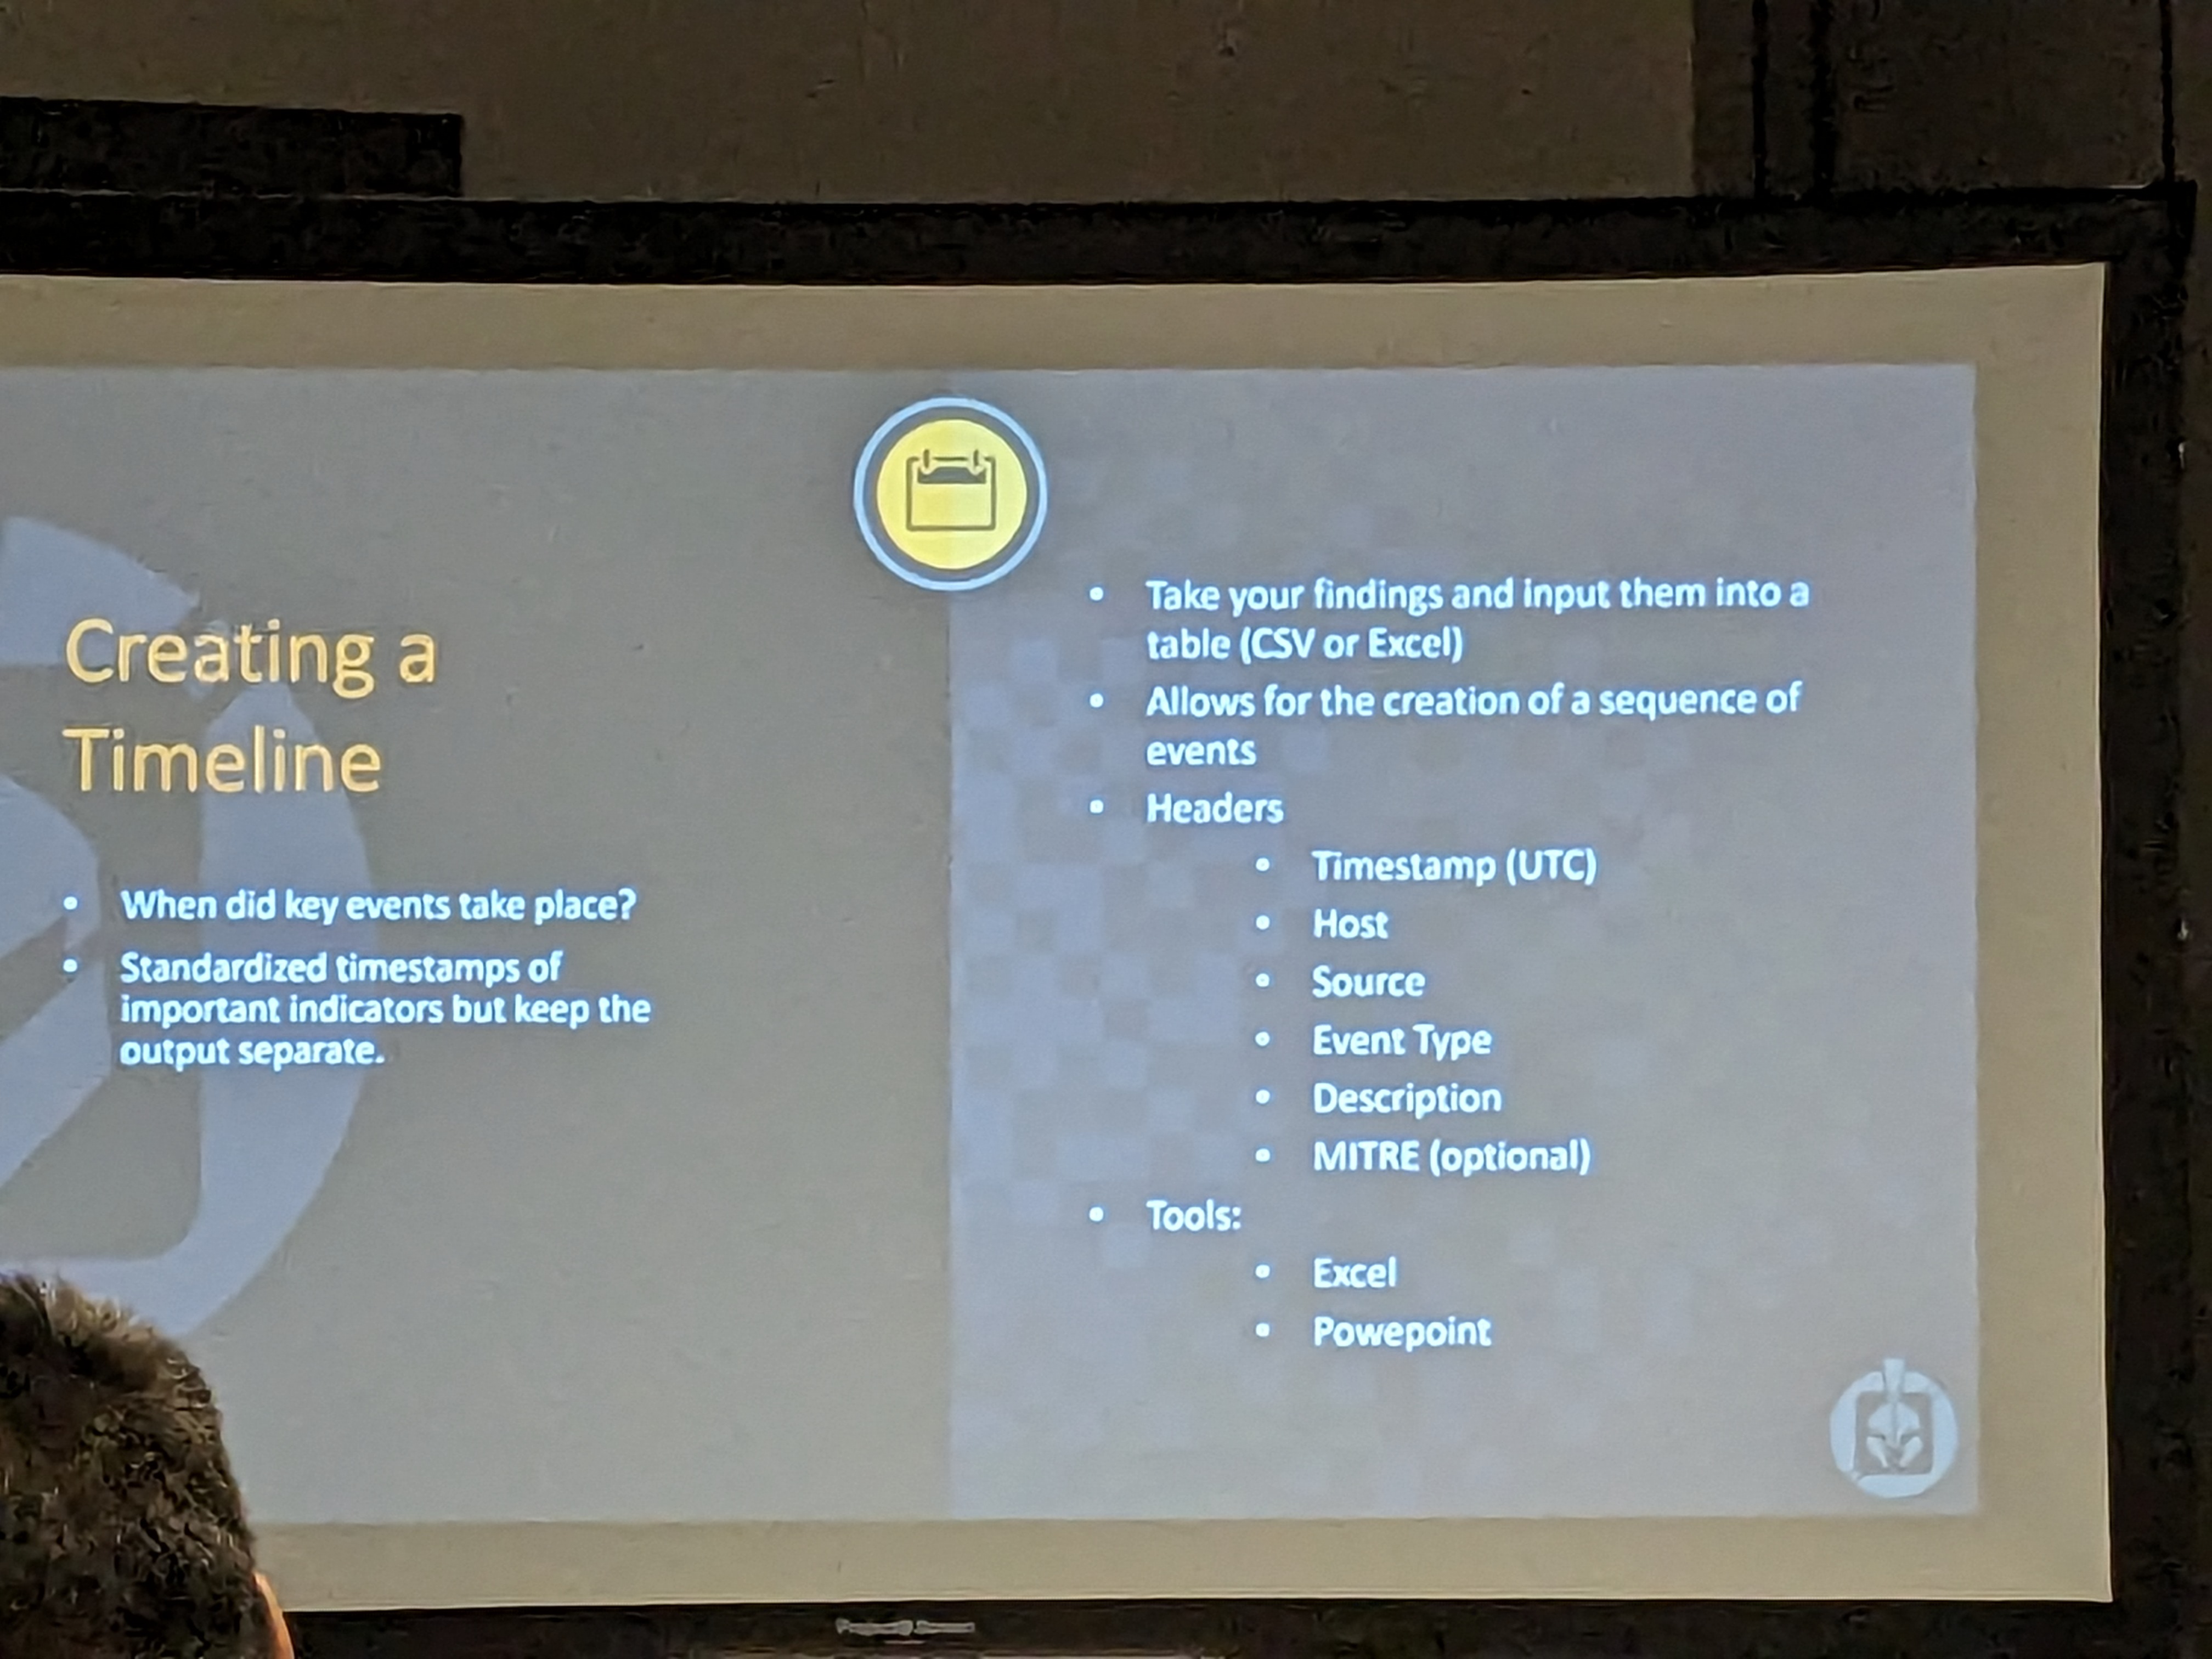 Creating a
Timeline
• When did key events take place?
• Standardized timestamps of
important indicators but keep the
output separate.
• Take your findings and input them into a
table (CSV or Excel)
• Allows for the creation of a sequence of
events
• Headers
• Timestamp (UTC)
• Host
• Source
• Event Type
• Description
• MITRE (optional)
• Tools:
• Excel
• Powepoint